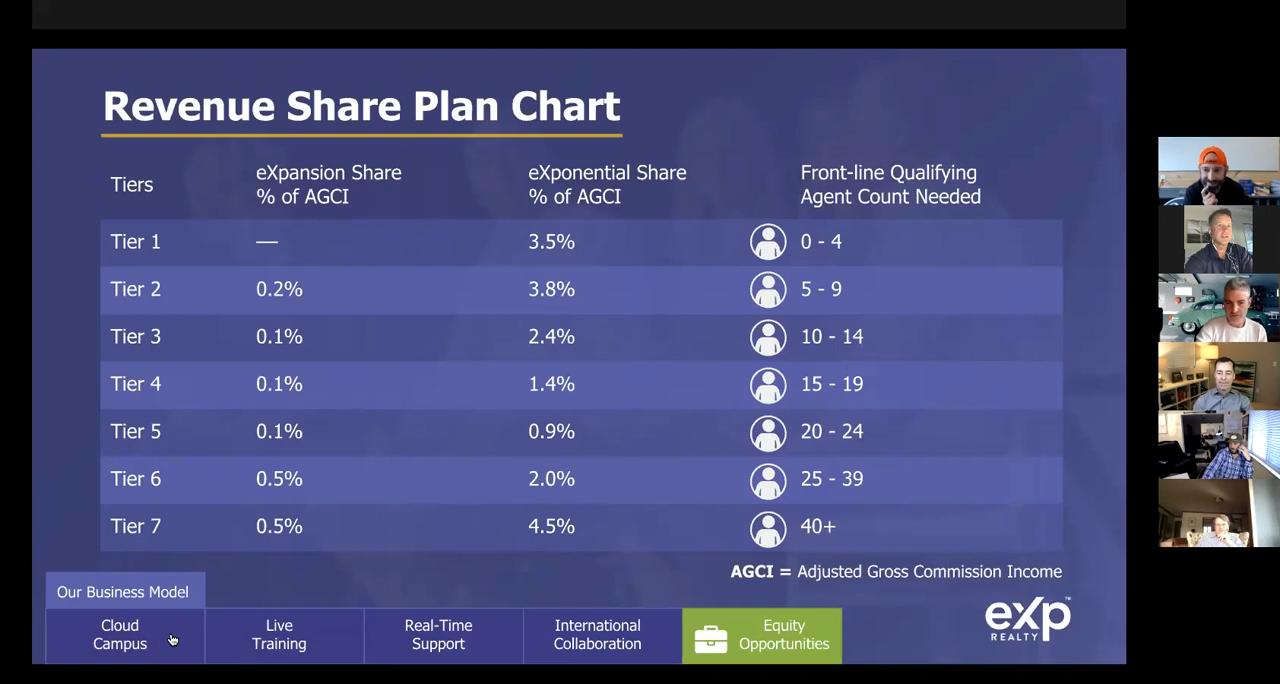 Revenue Share Plan Chart
Tiers
eXpansion Share
% of AGCI
eXponential Share
% of AGCI
Front-line Qualifying
Agent Count Needed
Tier 1 — 3.5% 0 - 4
Tier 2 0.2% 3.8% 5 - 9
Tier 3 0.1% 2.4% 10 - 14
Tier 4 0.1% 1.4% 15 - 19
Tier 5 0.1% 0.9% 20 - 24
Tier 6 0.5% 2.0% 25 - 39
Tier 7 0.5% 4.5% 40+
AGCI = Adjusted Gross Commission Income
Our Business Model
Cloud
Campus
Live
Training
Real-Time
Support
International
Collaboration
Equity
Opportunities
eXp
REALTY